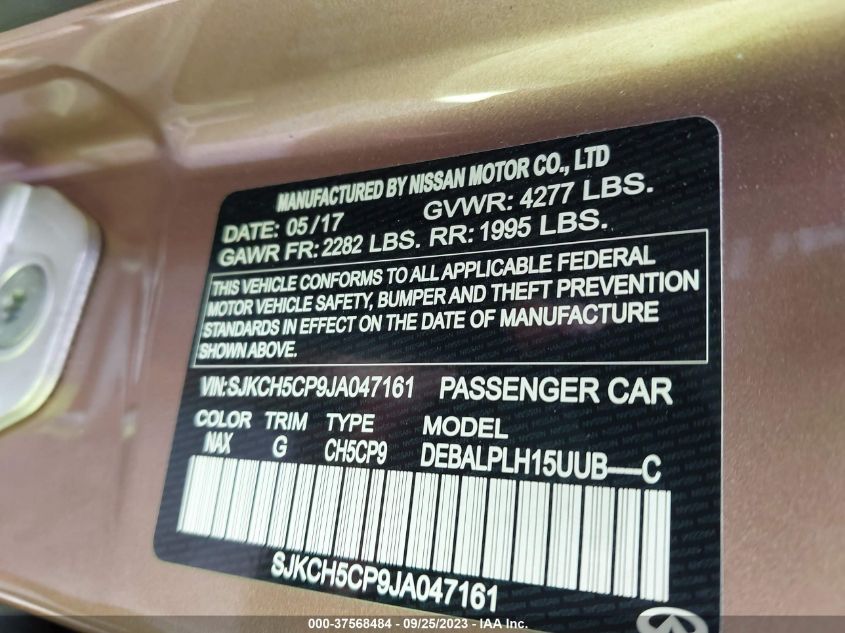 MANUFACTURED BY NISSAN MOTOR CO., LTD
DATE: 05/17 GVWR: 4277 LBS.
GAWR FR: 2282 LBS. RR: 1995 LBS.
THIS VEHICLE CONFORMS TO ALL APPLICABLE FEDERAL
MOTOR VEHICLE SAFETY, BUMPER AND THEFT PREVENTION
STANDARDS IN EFFECT ON THE DATE OF MANUFACTURE
SHOWN ABOVE.
VIN:SJKCH5CP9JA047161 PASSENGER CAR
COLOR TRIM TYPE MODEL
NAX G CH5CP9 DEBALPLH15UUB-—C
SJKCH5CP9JA047161
000-37568484 - 09/25/2023 - IAA Inc.